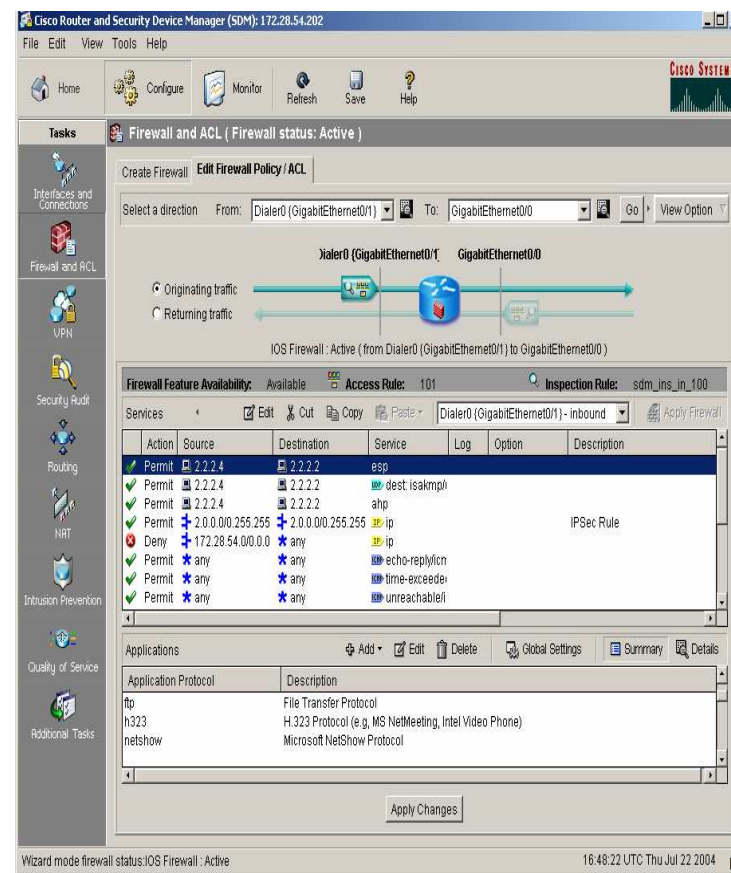 Cisco Router and Security Device Manager (SDM): 172.28.54.202
File Edit View Tools Help
Home Configure Monitor Refresh Save Help
CISCO SYSTEM
Tasks
Firewall and ACL ( Firewall status: Active )
Interfaces and Connections
Firewall and ACL
VPN
Security Audit
Routing
NAT
Intrusion Prevention
Quality of Service
Additional Tasks
Create Firewall Edit Firewall Policy / ACL
Select a direction From: Dialer0 (GigabitEthernet0/1) To: GigabitEthernet0/0 Go View Option
Dialer0 (GigabitEthernet0/1 GigabitEthernet0/0
Originating traffic
Returning traffic
IOS Firewall : Active ( from Dialer0 (GigabitEthernet0/1) to GigabitEthernet0/0 )
Firewall Feature Availability: Available Access Rule: 101 Inspection Rule: sdm_ins_in_100
Services Edit Cut Copy Paste Dialer0 (GigabitEthernet0/1) - inbound Apply Firewall
Action Source Destination Service Log Option Description
Permit 2.2.2.4 2.2.2.2 esp
Permit 2.2.2.4 2.2.2.2 UDP dest: isakmp/
Permit 2.2.2.4 2.2.2.2 ahp
Permit 2.0.0.0/0.255.255 2.0.0.0/0.255.255 IP ip IPSec Rule
Deny 172.28.54.0/0.0.0 any IP ip
Permit any any ICMP echo-reply/icm
Permit any any ICMP time-exceeded
Permit any any ICMP unreachable/i
Applications Add Edit Delete Global Settings Summary Details
Application Protocol Description
ftp File Transfer Protocol
h323 H.323 Protocol (e.g, MS NetMeeting, Intel Video Phone)
netshow Microsoft NetShow Protocol
Apply Changes
Wizard mode firewall status:IOS Firewall : Active 16:48:22 UTC Thu Jul 22 2004